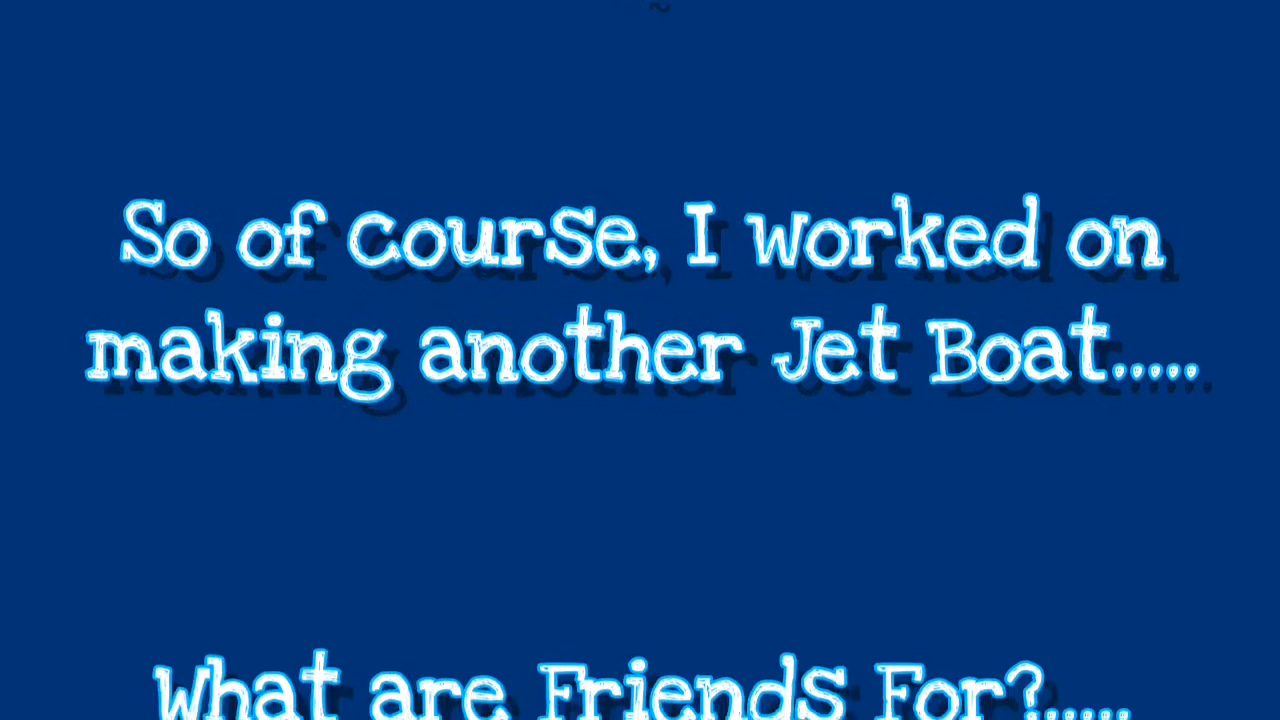 So of course, I worked on
making another Jet Boat.....
What are Friends For?.....